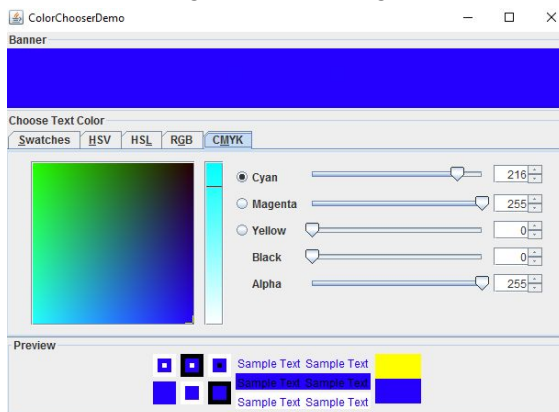 ColorChooserDemo
Banner
Choose Text Color
Swatches HSV HSL RGB CMYK
Cyan 216
Magenta 255
Yellow 0
Black 0
Alpha 255
Preview
Sample Text Sample Text
Sample Text Sample Text
Sample Text Sample Text